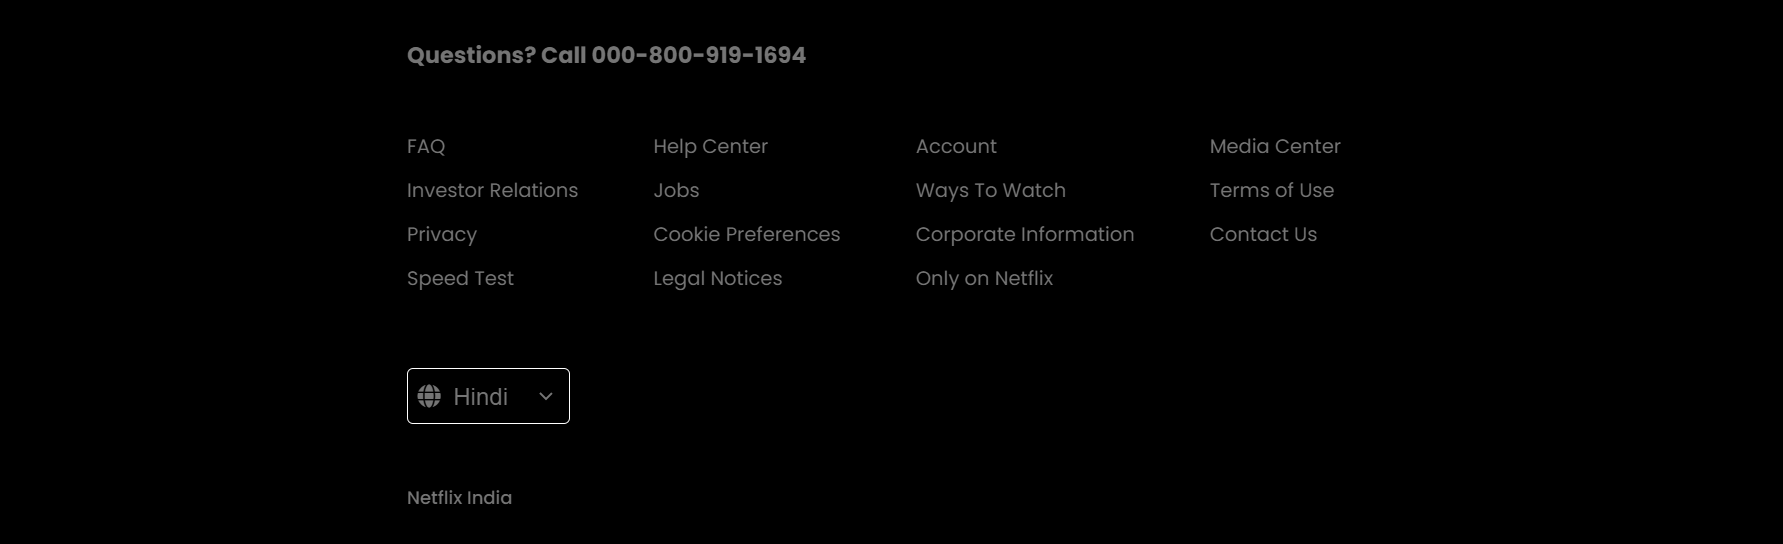 Questions? Call 000-800-919-1694
FAQ
Help Center
Account
Media Center
Investor Relations
Jobs
Ways To Watch
Terms of Use
Privacy
Cookie Preferences
Corporate Information
Contact Us
Speed Test
Legal Notices
Only on Netflix
Hindi
Netflix India